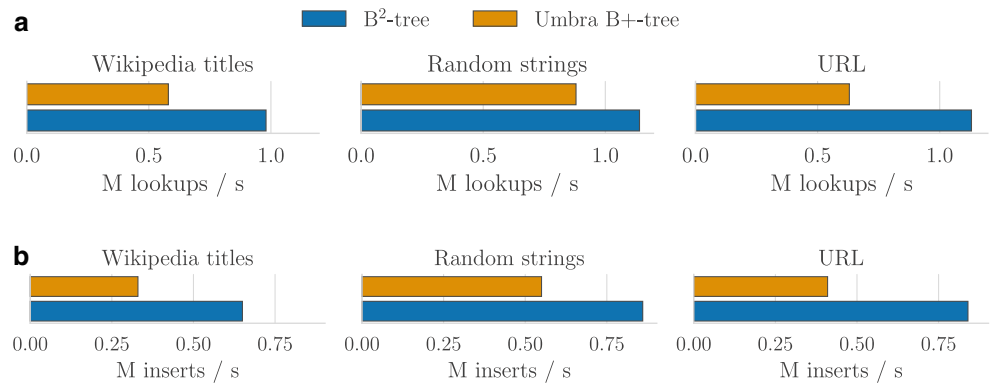 a
B²-tree Umbra B+-tree
Wikipedia titles Random strings URL
0.0 0.5 1.0 0.0 0.5 1.0 0.0 0.5 1.0
M lookups / s M lookups / s M lookups / s
b
Wikipedia titles Random strings URL
0.00 0.25 0.50 0.75 0.00 0.25 0.50 0.75 0.00 0.25 0.50 0.75
M inserts / s M inserts / s M inserts / s